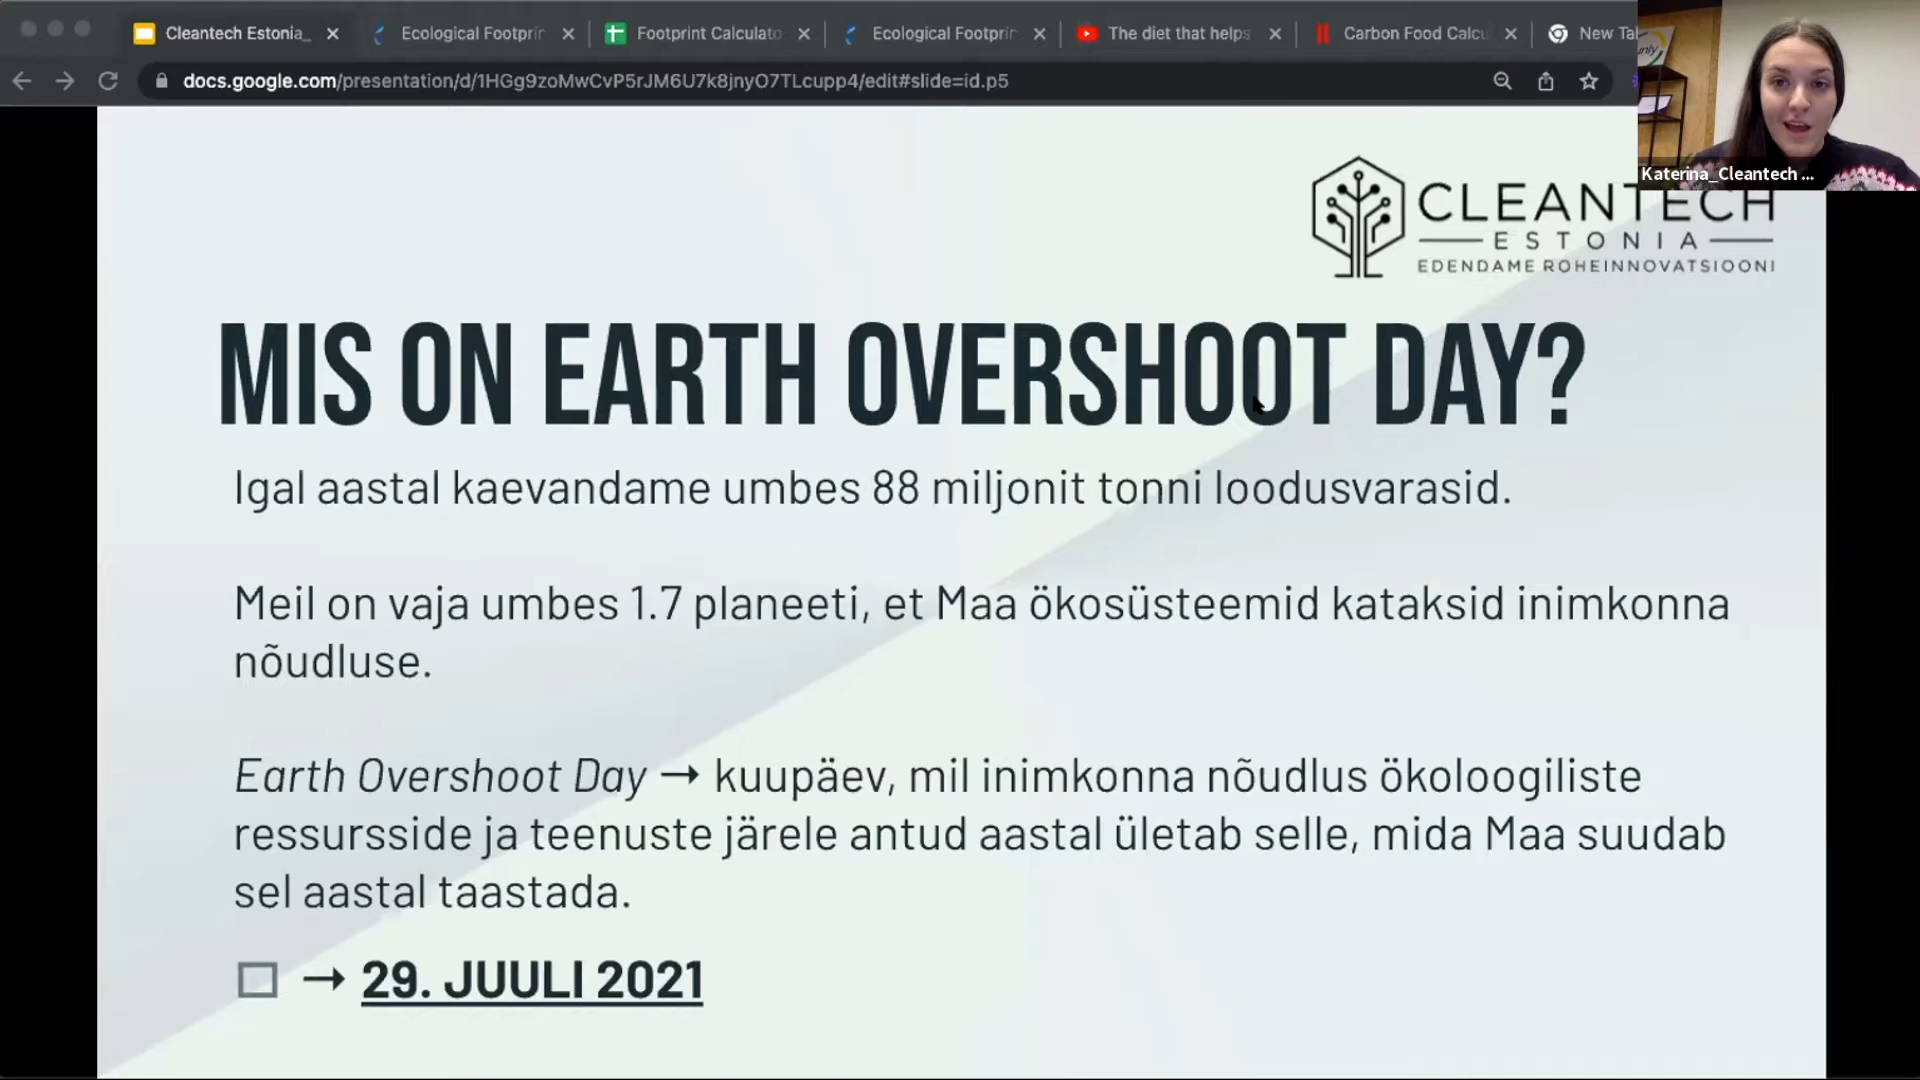 Cleantech Estonia_
Ecological Footprin
Footprint Calculato
Ecological Footprin
The diet that helps
Carbon Food Calcu
New Tal
docs.google.com/presentation/d/1HGg9zoMwCvP5rJM6U7k8jnyO7TLcupp4/edit#slide=id.p5
Katerina_Cleantech ...
CLEANTECH
ESTONIA
EDENDAME ROHEINNOVATSIOONI
MIS ON EARTH OVERSHOOT DAY?
Igal aastal kaevandame umbes 88 miljonit tonni loodusvarasid.
Meil on vaja umbes 1.7 planeeti, et Maa ökosüsteemid kataksid inimkonna
nõudluse.
Earth Overshoot Day → kuupäev, mil inimkonna nõudlus ökoloogiliste
ressursside ja teenuste järele antud aastal ületab selle, mida Maa suudab
sel aastal taastada.
→ 29. JUULI 2021